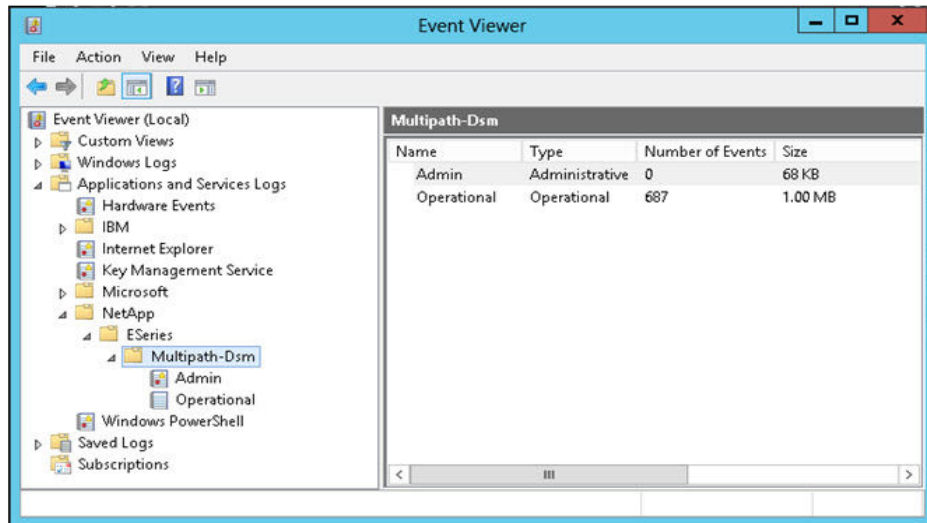 Event Viewer
File Action View Help
Event Viewer (Local)
Custom Views
Windows Logs
Applications and Services Logs
Hardware Events
IBM
Internet Explorer
Key Management Service
Microsoft
NetApp
ESeries
Multipath-Dsm
Admin
Operational
Windows PowerShell
Saved Logs
Subscriptions
Multipath-Dsm
Name Type Number of Events Size
Admin Administrative 0 68 KB
Operational Operational 687 1.00 MB